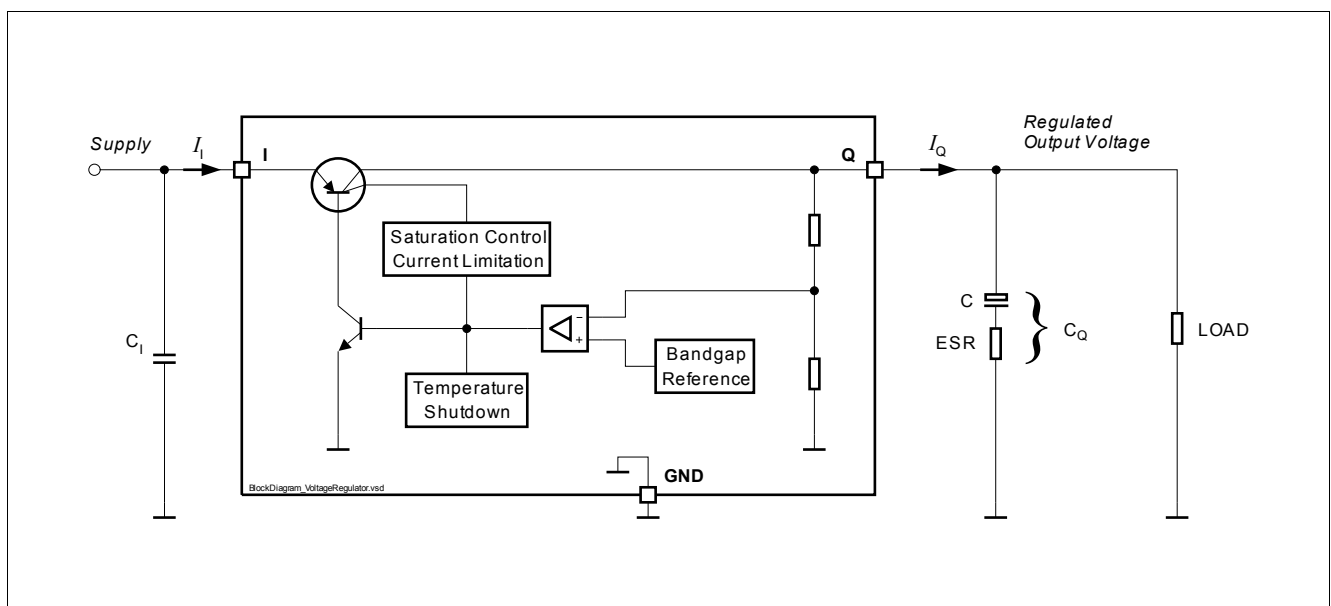 Supply
I_I
I
Q
I_Q
Regulated
Output Voltage
Saturation Control
Current Limitation
C_I
−
+
Bandgap
Reference
Temperature
Shutdown
C
ESR
}
C_Q
LOAD
GND
BlockDiagram_VoltageRegulator.vsd